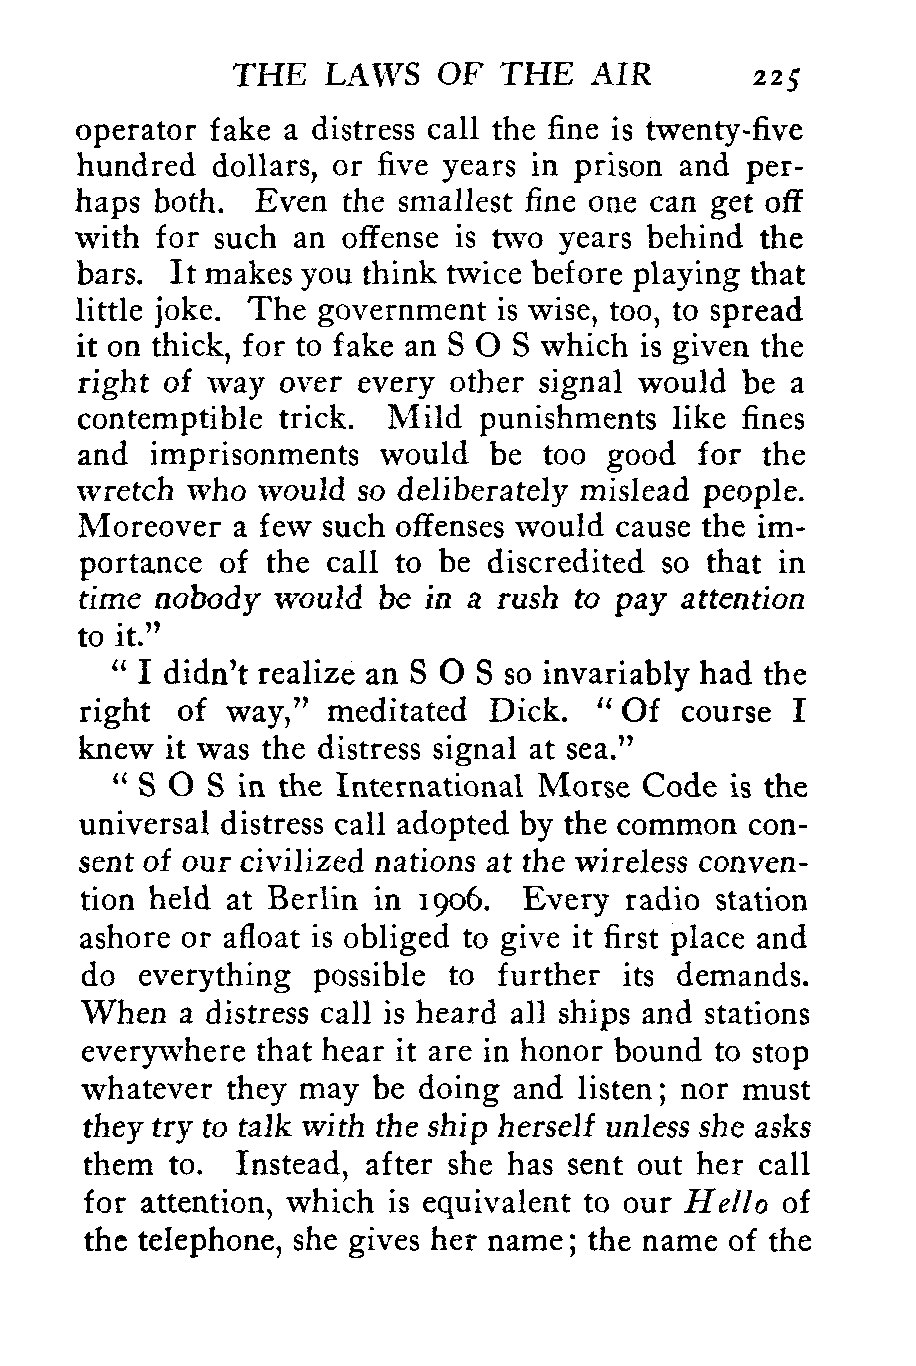 THE LAWS OF THE AIR 225
operator fake a distress call the fine is twenty-five
hundred dollars, or five years in prison and per-
haps both. Even the smallest fine one can get off
with for such an offense is two years behind the
bars. It makes you think twice before playing that
little joke. The government is wise, too, to spread
it on thick, for to fake an S O S which is given the
right of way over every other signal would be a
contemptible trick. Mild punishments like fines
and imprisonments would be too good for the
wretch who would so deliberately mislead people.
Moreover a few such offenses would cause the im-
portance of the call to be discredited so that in
time nobody would be in a rush to pay attention
to it.”
“ I didn’t realize an S O S so invariably had the
right of way,” meditated Dick. “ Of course I
knew it was the distress signal at sea.”
“ S O S in the International Morse Code is the
universal distress call adopted by the common con-
sent of our civilized nations at the wireless conven-
tion held at Berlin in 1906. Every radio station
ashore or afloat is obliged to give it first place and
do everything possible to further its demands.
When a distress call is heard all ships and stations
everywhere that hear it are in honor bound to stop
whatever they may be doing and listen; nor must
they try to talk with the ship herself unless she asks
them to. Instead, after she has sent out her call
for attention, which is equivalent to our Hello of
the telephone, she gives her name; the name of the